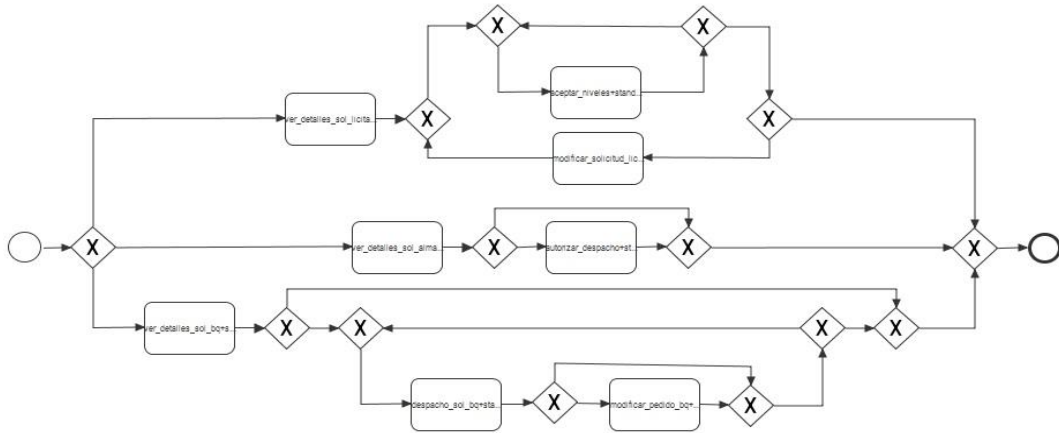 X
X
aceptar_niveles+stand...
ver_detalles_sol_licita...
X
X
modificar_solicitud_lic...
X
ver_detalles_sol_alma...
X
autorizar_despacho+st...
X
X
ver_detalles_sol_bq+s...
X
X
X
X
despacho_sol_bq+sta...
X
modificar_pedido_bq+...
X